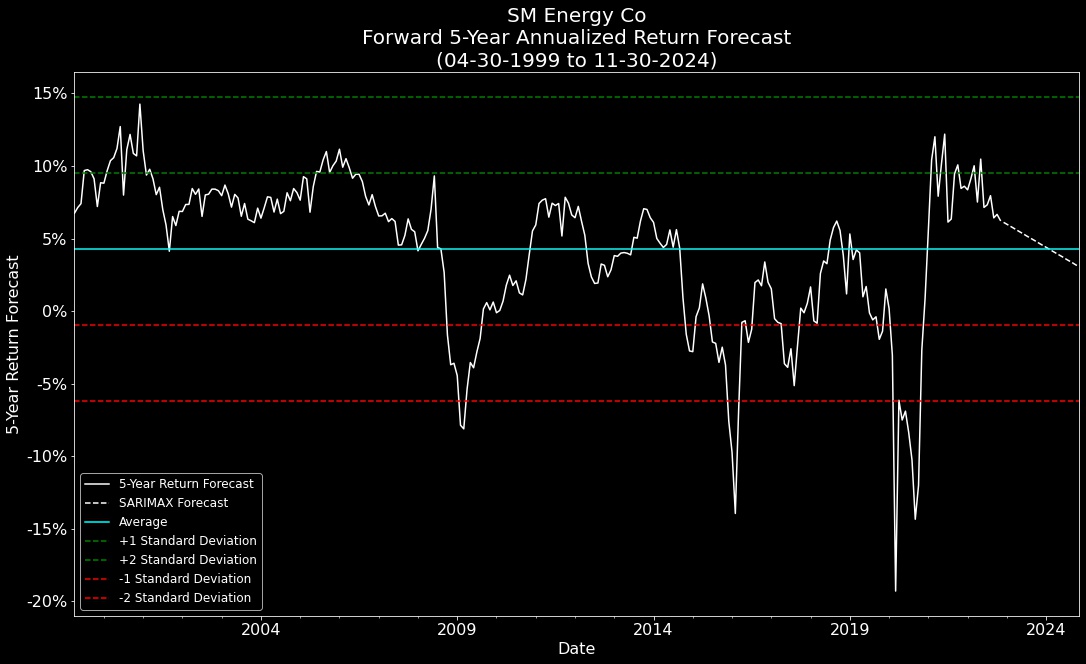 SM Energy Co
Forward 5-Year Annualized Return Forecast
(04-30-1999 to 11-30-2024)
5-Year Return Forecast
15%
10%
5%
0%
-5%
-10%
-15%
-20%
5-Year Return Forecast
SARIMAX Forecast
Average
+1 Standard Deviation
+2 Standard Deviation
-1 Standard Deviation
-2 Standard Deviation
2004 2009 2014 2019 2024
Date